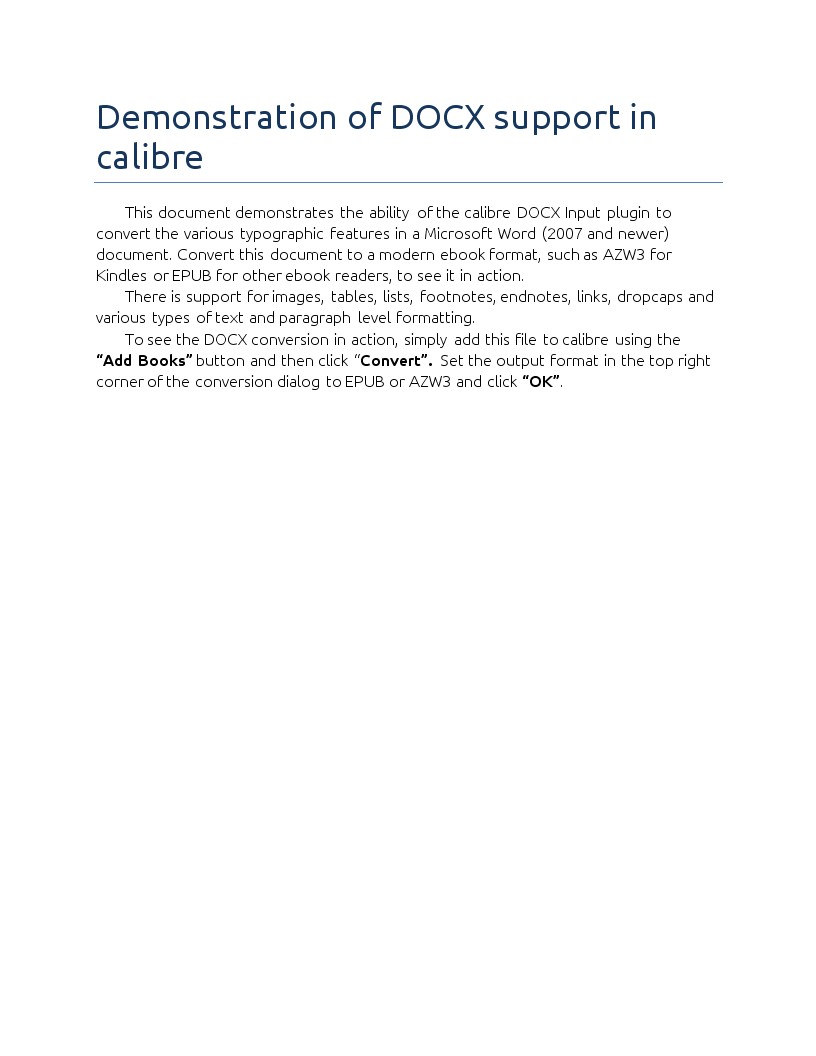 Demonstration of DOCX support in
calibre
This document demonstrates the ability of the calibre DOCX Input plugin to
convert the various typographic features in a Microsoft Word (2007 and newer)
document. Convert this document to a modern ebook format, such as AZW3 for
Kindles or EPUB for other ebook readers, to see it in action.
There is support for images, tables, lists, footnotes, endnotes, links, dropcaps and
various types of text and paragraph level formatting.
To see the DOCX conversion in action, simply add this file to calibre using the
“Add Books” button and then click “Convert”. Set the output format in the top right
corner of the conversion dialog to EPUB or AZW3 and click “OK”.